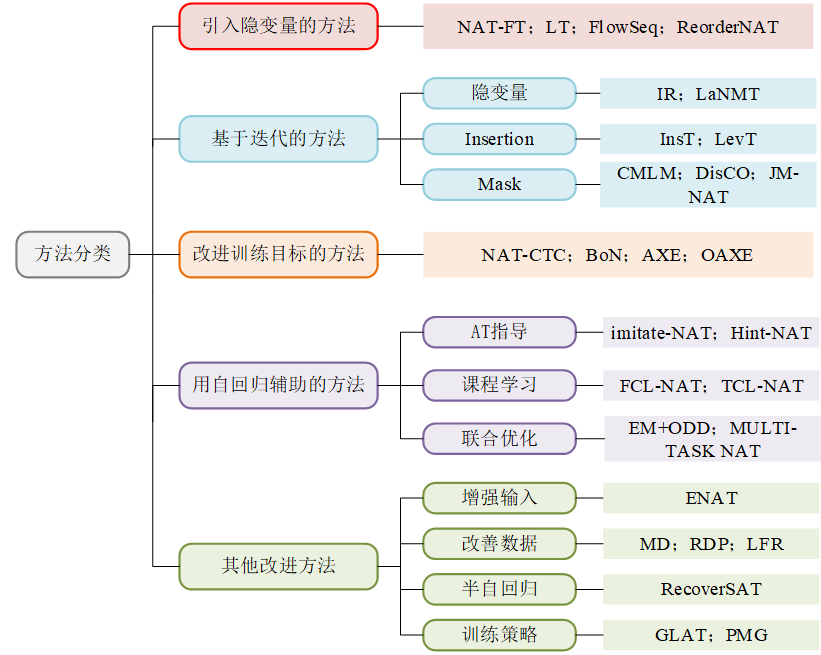 引入隐变量的方法
NAT-FT；LT；FlowSeq；ReorderNAT
隐变量
IR；LaNMT
基于迭代的方法
Insertion
InsT；LevT
Mask
CMLM；DisCO；JM-
NAT
方法分类
改进训练目标的方法
NAT-CTC；BoN；AXE；OAXE
AT指导
imitate-NAT；Hint-NAT
用自回归辅助的方法
课程学习
FCL-NAT；TCL-NAT
联合优化
EM+ODD；MULTI-
TASK NAT
增强输入
ENAT
改善数据
MD；RDP；LFR
其他改进方法
半自回归
RecoverSAT
训练策略
GLAT；PMG